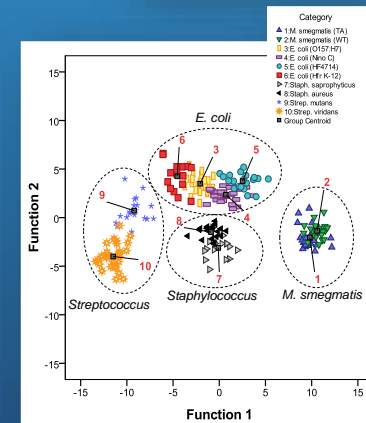 Category
1:M. smegmatis (TA)
2:M. smegmatis (WT)
3:E. coli (O157:H7)
4:E. coli (Nino C)
5:E. coli (HF4714)
6:E. coli (Hfr K-12)
7:Staph. saprophyticus
8:Staph. aureus
9:Strep. mutans
10:Strep. viridans
Group Centroid
Function 2
15
10
5
0
-5
-10
-15
E. coli
6
3
5
9
8
4
2
10
7
1
Streptococcus
Staphylococcus
M. smegmatis
-15
-10
-5
0
5
10
15
Function 1